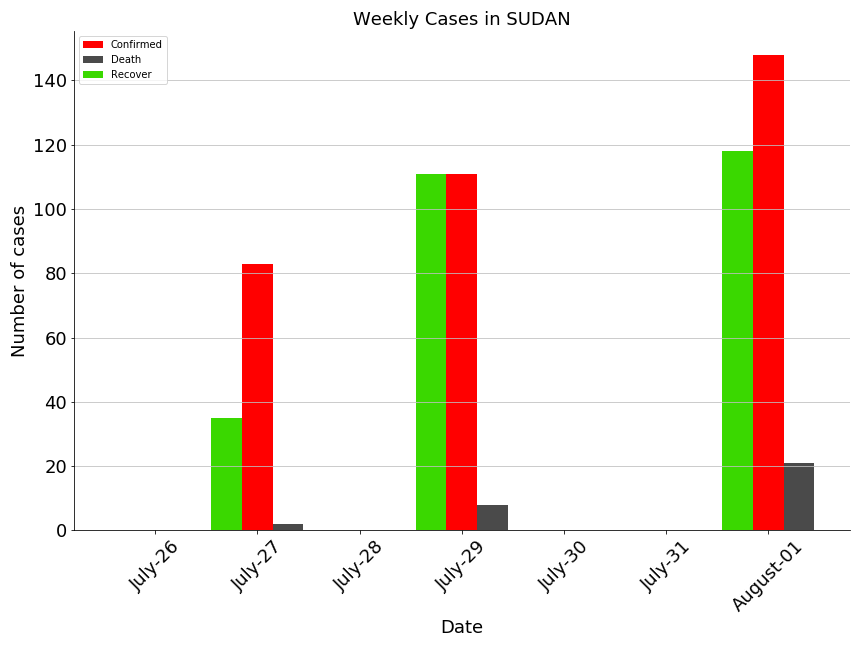 Weekly Cases in SUDAN
Confirmed
Death
Recover
Number of cases
140
120
100
80
60
40
20
0
July-26
July-27
July-28
July-29
July-30
July-31
August-01
Date